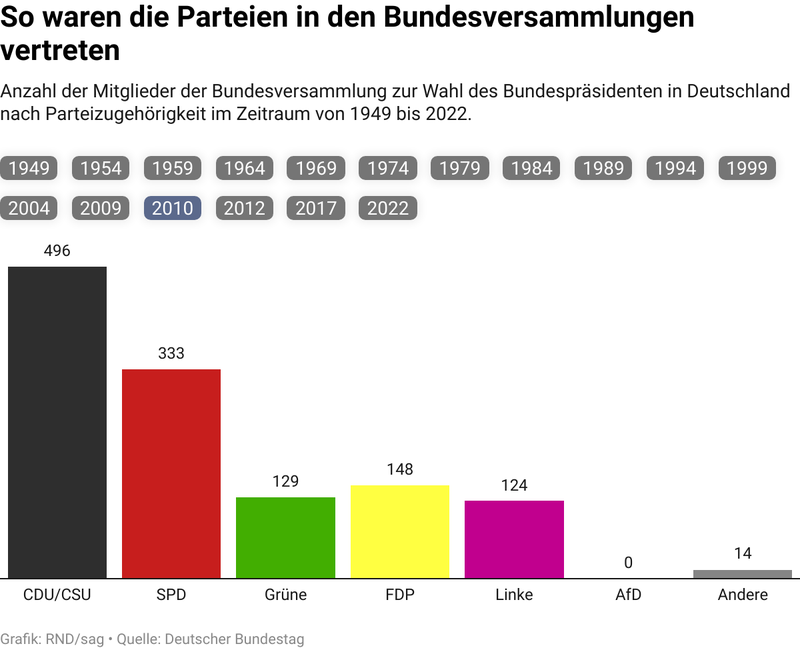 So waren die Parteien in den Bundesversammlungen
vertreten
Anzahl der Mitglieder der Bundesversammlung zur Wahl des Bundespräsidenten in Deutschland
nach Parteizugehörigkeit im Zeitraum von 1949 bis 2022.
1949 1954 1959 1964 1969 1974 1979 1984 1989 1994 1999
2004 2009 2010 2012 2017 2022
496
333
129
148
124
0
14
CDU/CSU SPD Grüne FDP Linke AfD Andere
Grafik: RND/sag • Quelle: Deutscher Bundestag